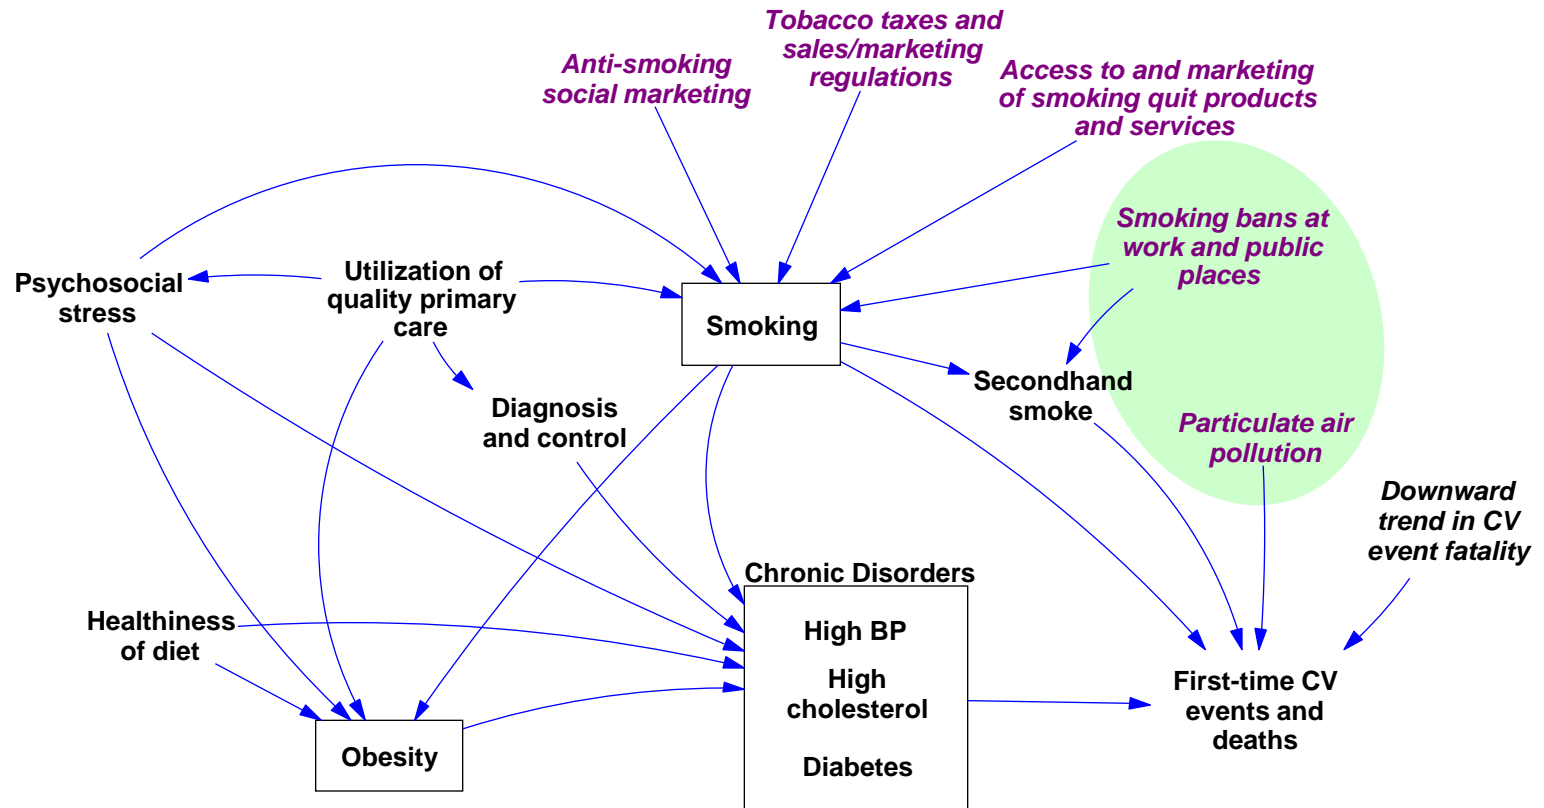 Tobacco taxes and
sales/marketing
regulations
Anti-smoking
social marketing
Access to and marketing
of smoking quit products
and services
Smoking bans at
work and public
places
Psychosocial
stress
Utilization of
quality primary
care
Smoking
Secondhand
smoke
Diagnosis
and control
Particulate air
pollution
Downward
trend in CV
event fatality
Chronic Disorders
High BP
High
cholesterol
Diabetes
Healthiness
of diet
First-time CV
events and
deaths
Obesity